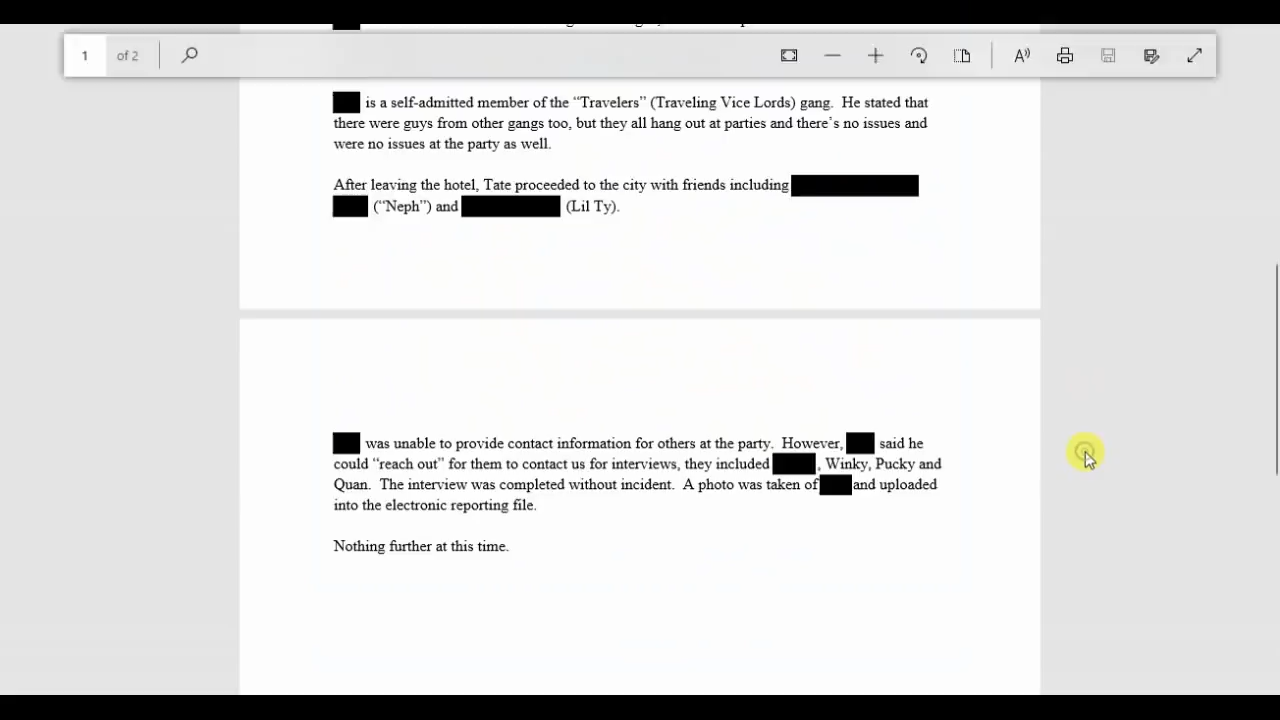 1 of 2
is a self-admitted member of the “Travelers” (Traveling Vice Lords) gang. He stated that
there were guys from other gangs too, but they all hang out at parties and there’s no issues and
were no issues at the party as well.
After leaving the hotel, Tate proceeded to the city with friends including
(“Neph”) and (Lil Ty).
was unable to provide contact information for others at the party. However, said he
could “reach out” for them to contact us for interviews, they included , Winky, Pucky and
Quan. The interview was completed without incident. A photo was taken of and uploaded
into the electronic reporting file.
Nothing further at this time.